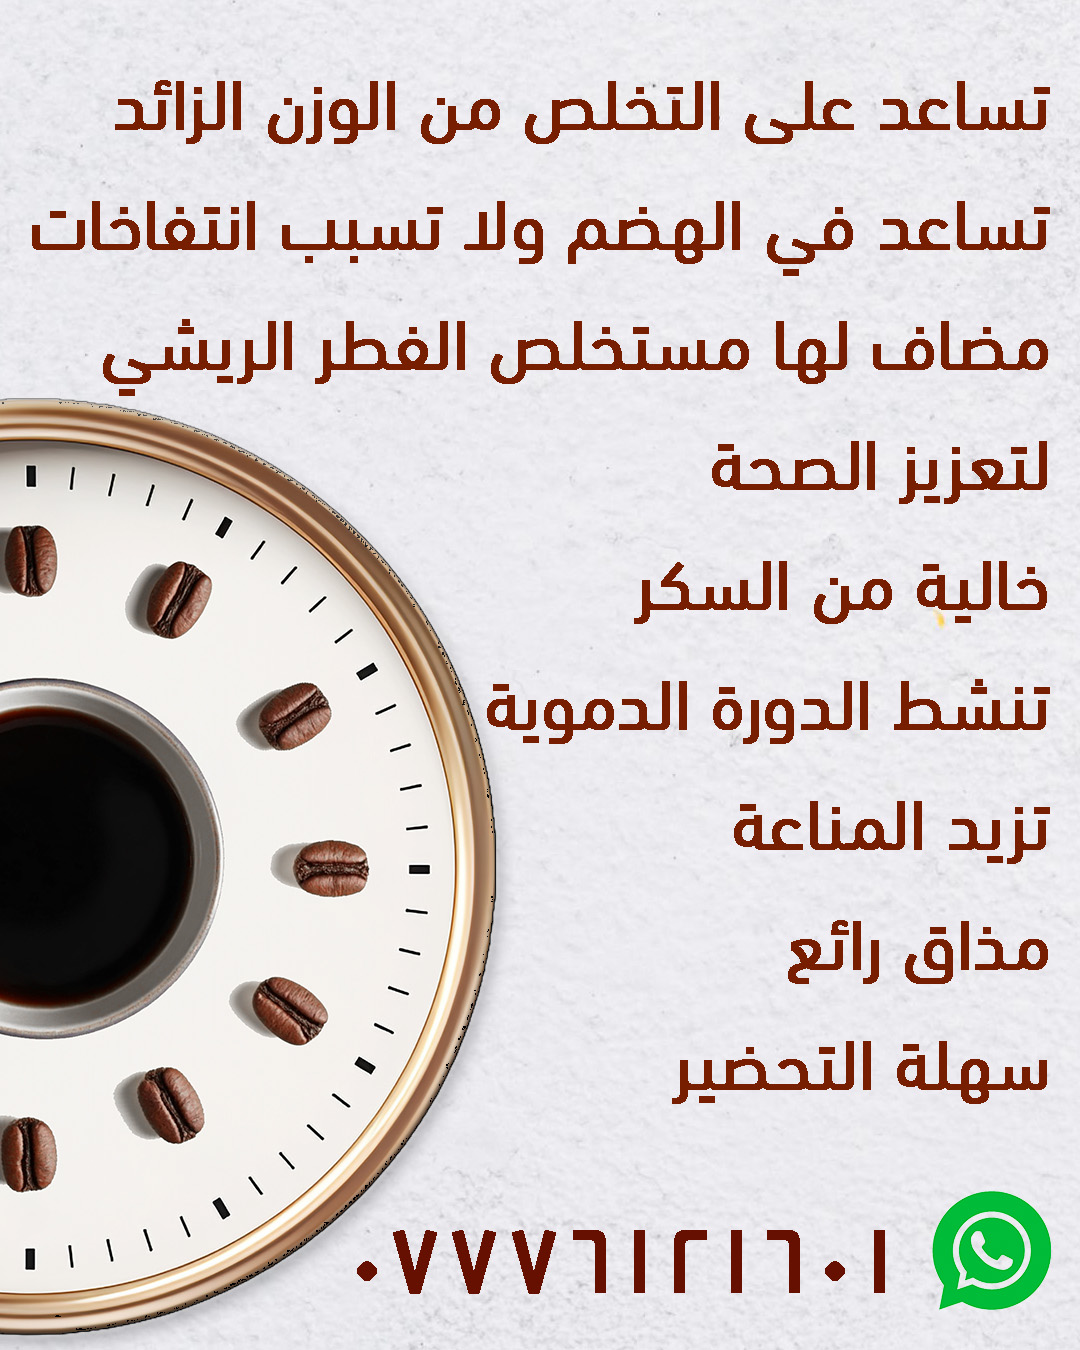 تساعد على التخلص من الوزن الزائد
تساعد في الهضم ولا تسبب انتفاخات
مضاف لها مستخلص الفطر الريشي
لتعزيز الصحة
خالية من السكر
تنشط الدورة الدموية
تزيد المناعة
مذاق رائع
سهلة التحضير
٠٧٧٧٦١٢١٦٠١